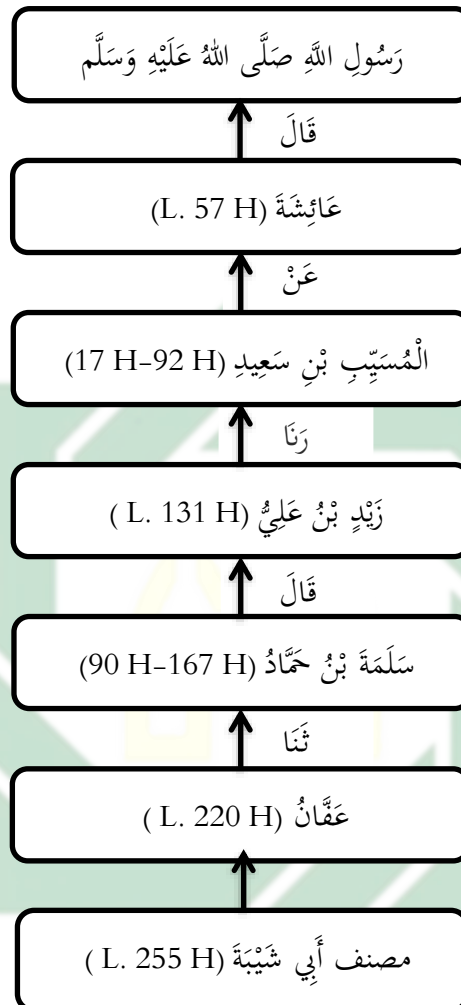 رَسُولِ اللَّهِ صَلَّى اللهُ عَلَيْهِ وَسَلَّم
قَالَ
عَائِشَةَ (L. 57 H)
عَنْ
الْمُسَيِّبِ بْنِ سَعِيدِ (17 H–92 H)
رَنَا
زَيْدٍ بْنُ عَلِيُّ (L. 131 H )
قَالَ
سَلَمَةَ بْنُ حَمَّادُ (90 H–167 H)
ثَنَا
عَفَّانُ (L. 220 H )
مصنف أَبِي شَيْبَةَ (L. 255 H )